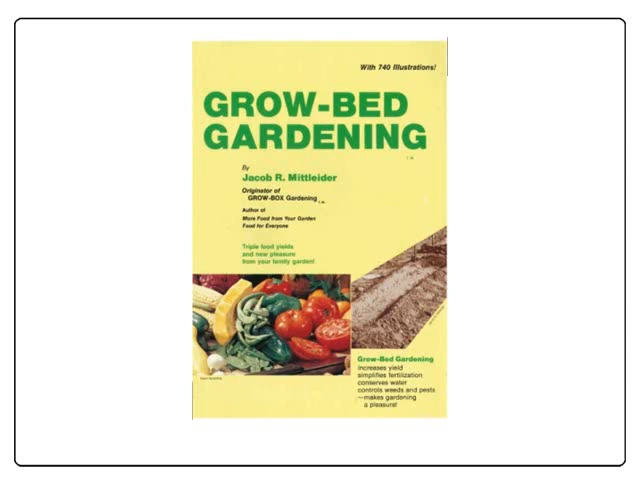 With 740 Illustrations!
GROW-BED
GARDENING
By
Jacob R. Mittleider
Originator of
GROW-BOX Gardening
Author of
More Food from Your Garden
Food for Everyone
Triple food yields
and new pleasure
from your family garden!
Grow-Bed Gardening
increases yield
simplifies fertilization
conserves water
controls weeds and pests
—makes gardening
a pleasure!